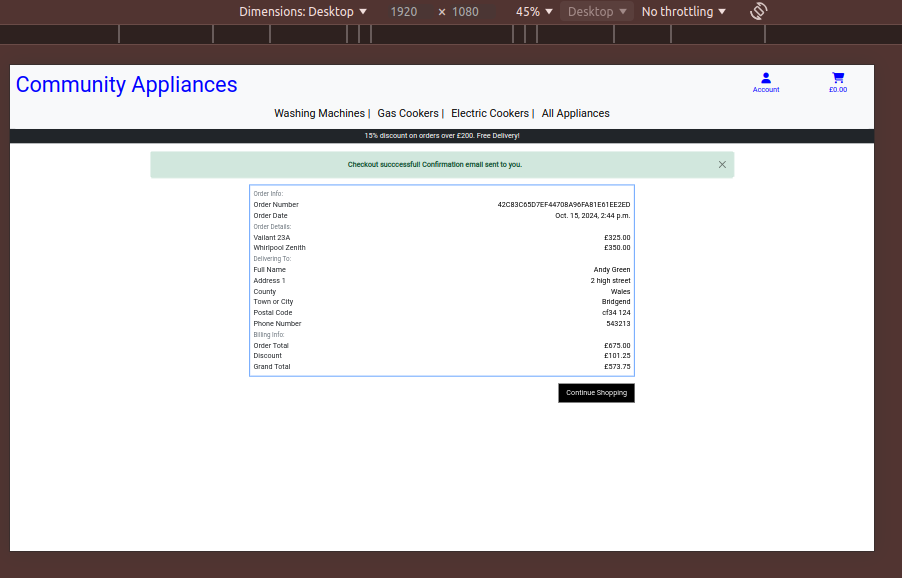 Dimensions: Desktop 1920 × 1080 45% Desktop No throttling
Community Appliances
Account £0.00
Washing Machines | Gas Cookers | Electric Cookers | All Appliances
15% discount on orders over £200. Free Delivery!
Checkout succcessful! Confirmation email sent to you.
Order Info:
Order Number 42C83C65D7EF44708A96FA81E61EE2ED
Order Date Oct. 15, 2024, 2:44 p.m.
Order Details:
Vailant 23A £325.00
Whirlpool Zenith £350.00
Delivering To:
Full Name Andy Green
Address 1 2 high street
County Wales
Town or City Bridgend
Postal Code cf34 124
Phone Number 543213
Billing Info:
Order Total £675.00
Discount £101.25
Grand Total £573.75
Continue Shopping